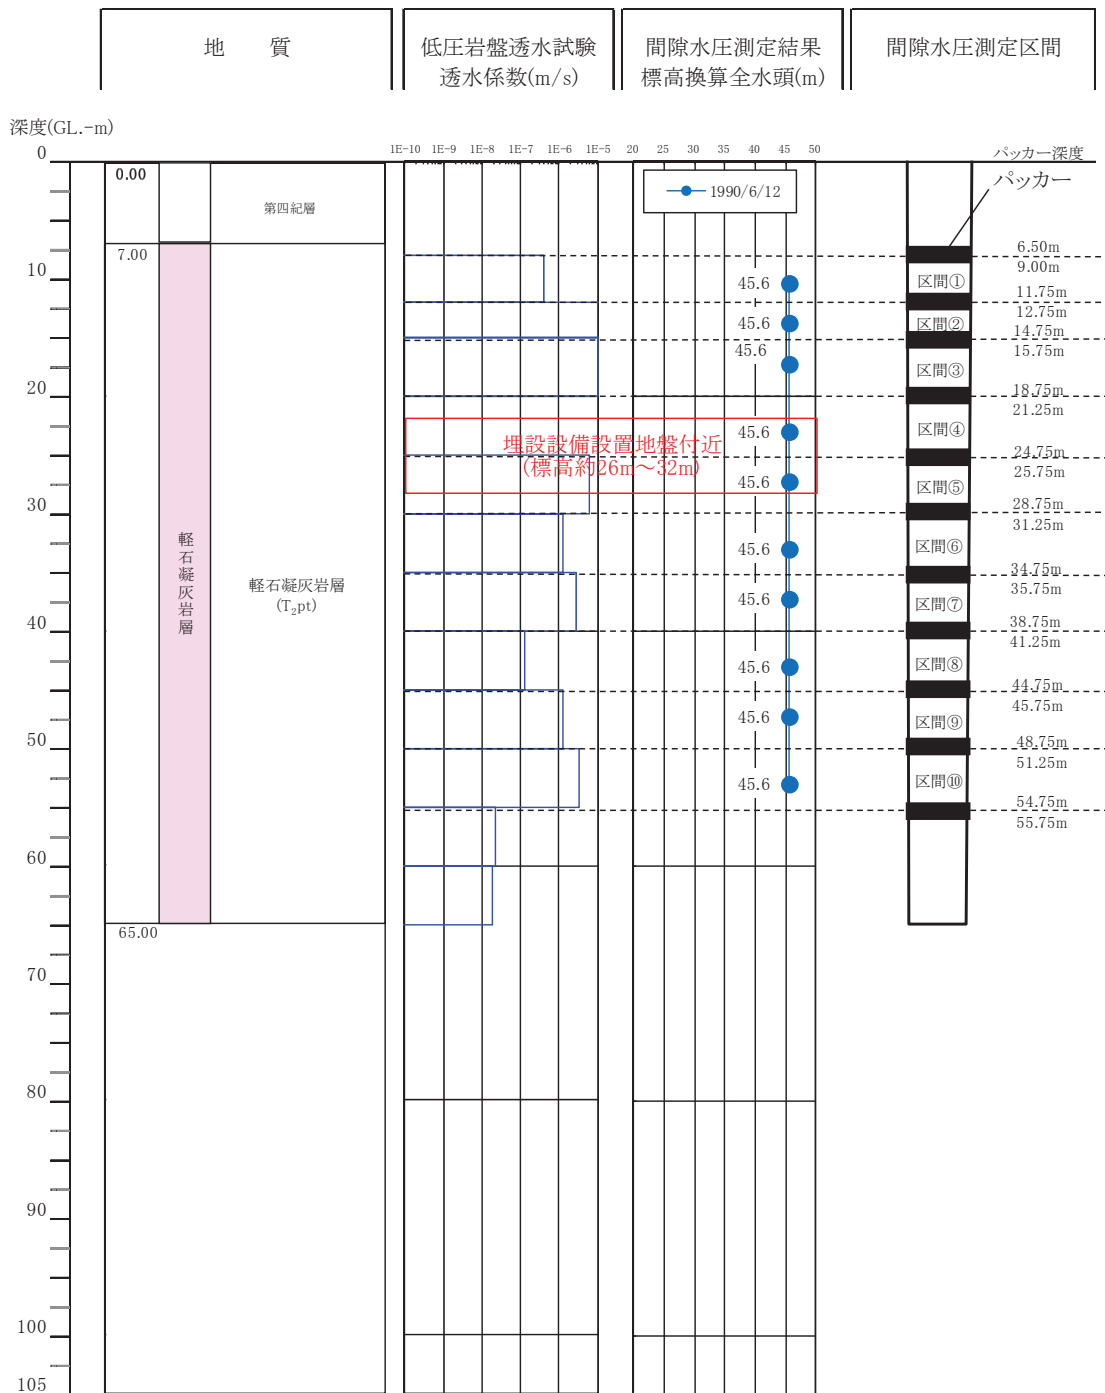 地 質
低圧岩盤透水試験
透水係数(m/s)
間隙水圧測定結果
標高換算全水頭(m)
間隙水圧測定区間
深度(GL.-m)
0
10
20
30
40
50
60
70
80
90
100
105
0.00
第四紀層
7.00
軽石凝灰岩層
軽石凝灰岩層
(T₂pt)
65.00
1E-10 1E-9 1E-8 1E-7 1E-6 1E-5
20 25 30 35 40 45 50
1990/6/12
45.6
45.6
45.6
45.6
45.6
45.6
45.6
45.6
45.6
45.6
埋設設備設置地盤付近
(標高約26m～32m)
パッカー深度
パッカー
区間①
区間②
区間③
区間④
区間⑤
区間⑥
区間⑦
区間⑧
区間⑨
区間⑩
6.50m
9.00m
11.75m
12.75m
14.75m
15.75m
18.75m
21.25m
24.75m
25.75m
28.75m
31.25m
34.75m
35.75m
38.75m
41.25m
44.75m
45.75m
48.75m
51.25m
54.75m
55.75m